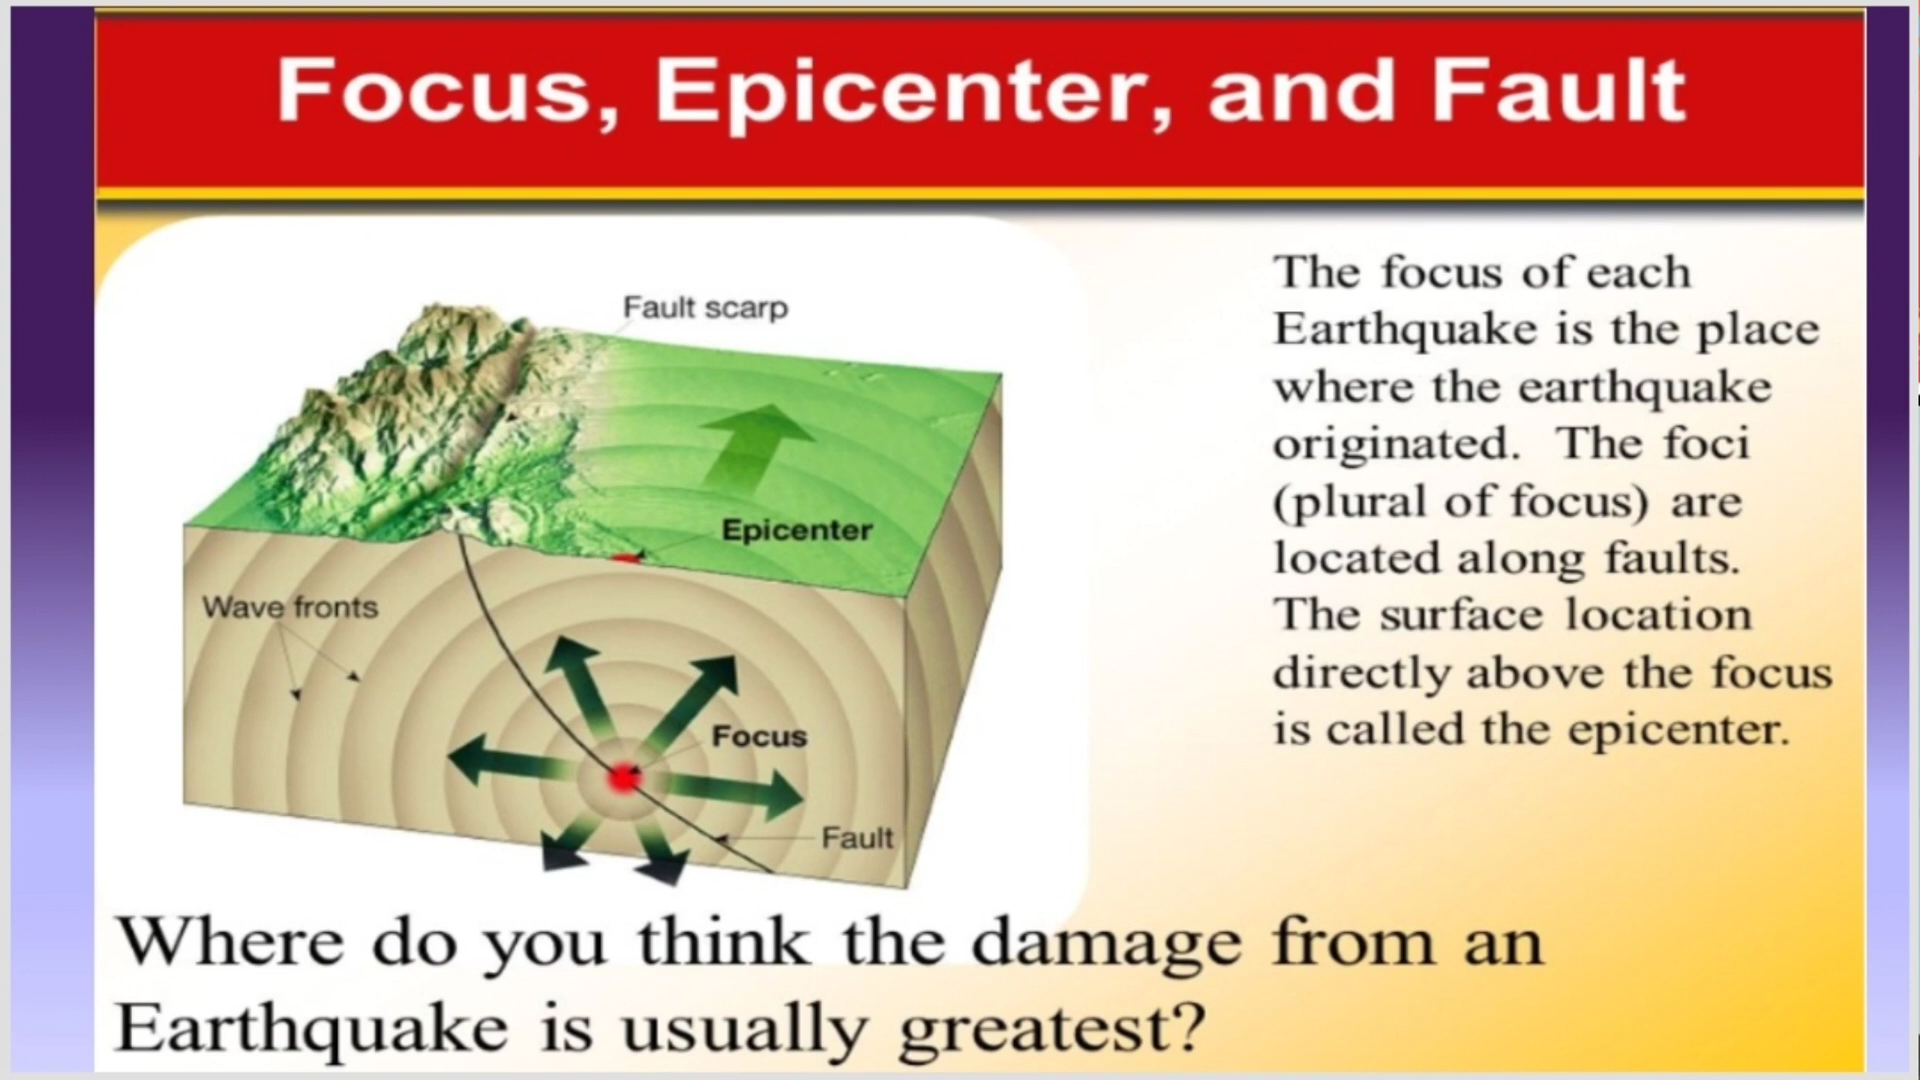 Focus, Epicenter, and Fault
Fault scarp
Epicenter
Wave fronts
Focus
Fault
The focus of each
Earthquake is the place
where the earthquake
originated. The foci
(plural of focus) are
located along faults.
The surface location
directly above the focus
is called the epicenter.
Where do you think the damage from an
Earthquake is usually greatest?